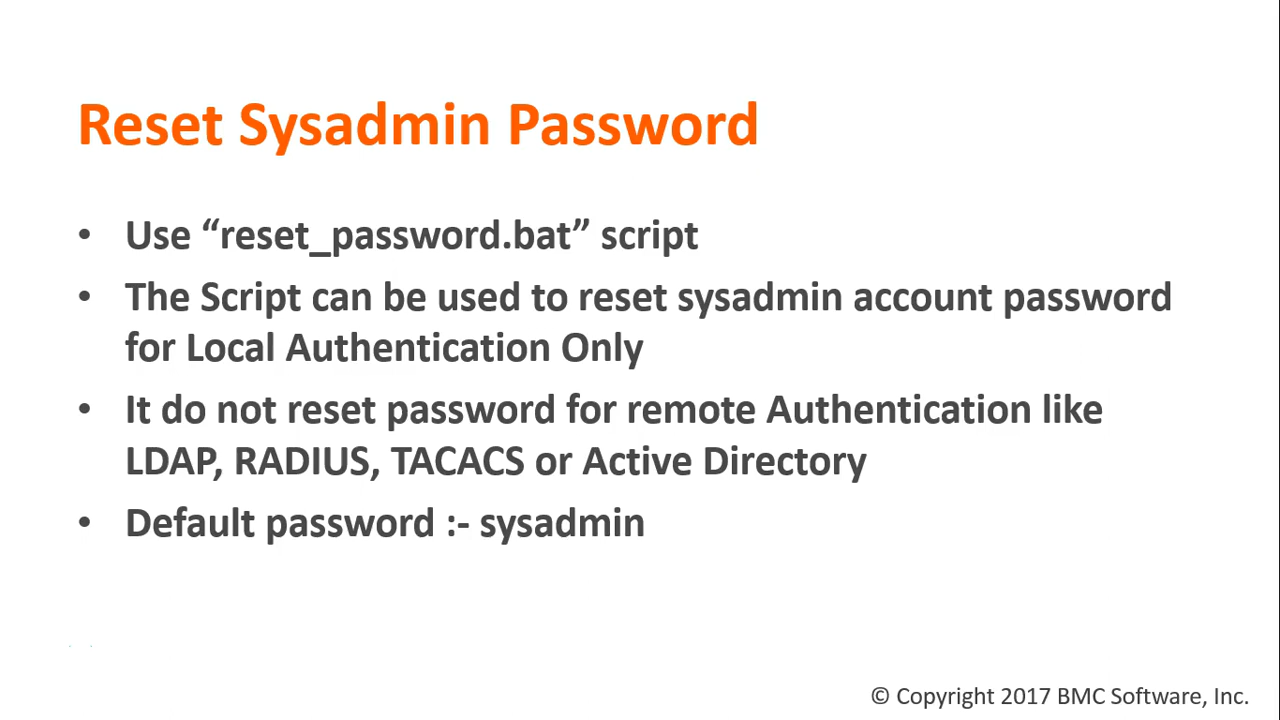 Reset Sysadmin Password
• Use “reset_password.bat” script
• The Script can be used to reset sysadmin account password
for Local Authentication Only
• It do not reset password for remote Authentication like
LDAP, RADIUS, TACACS or Active Directory
• Default password :- sysadmin
© Copyright 2017 BMC Software, Inc.